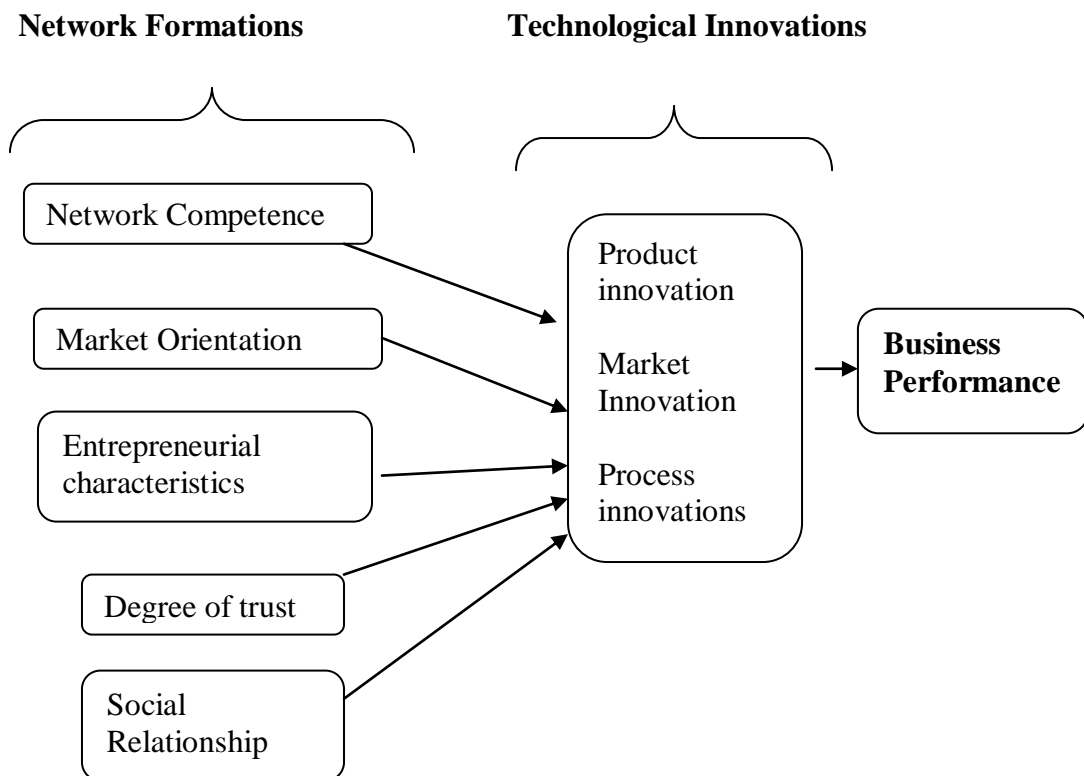 Network Formations
Technological Innovations
Network Competence
Market Orientation
Entrepreneurial
characteristics
Degree of trust
Social
Relationship
Product
innovation
Market
Innovation
Process
innovations
Business
Performance